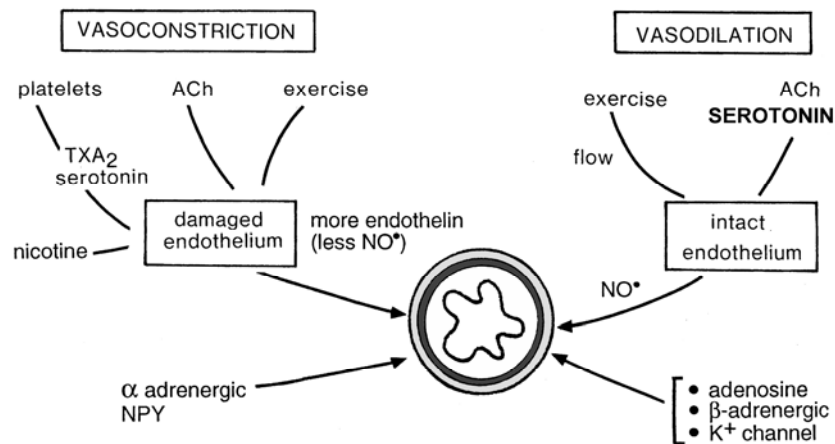 VASOCONSTRICTION
platelets
ACh
exercise
TXA2
serotonin
nicotine
damaged
endothelium
more endothelin
(less NO•)
α adrenergic
NPY
VASODILATION
exercise
ACh
SEROTONIN
flow
intact
endothelium
NO•
• adenosine
• β-adrenergic
• K+ channel